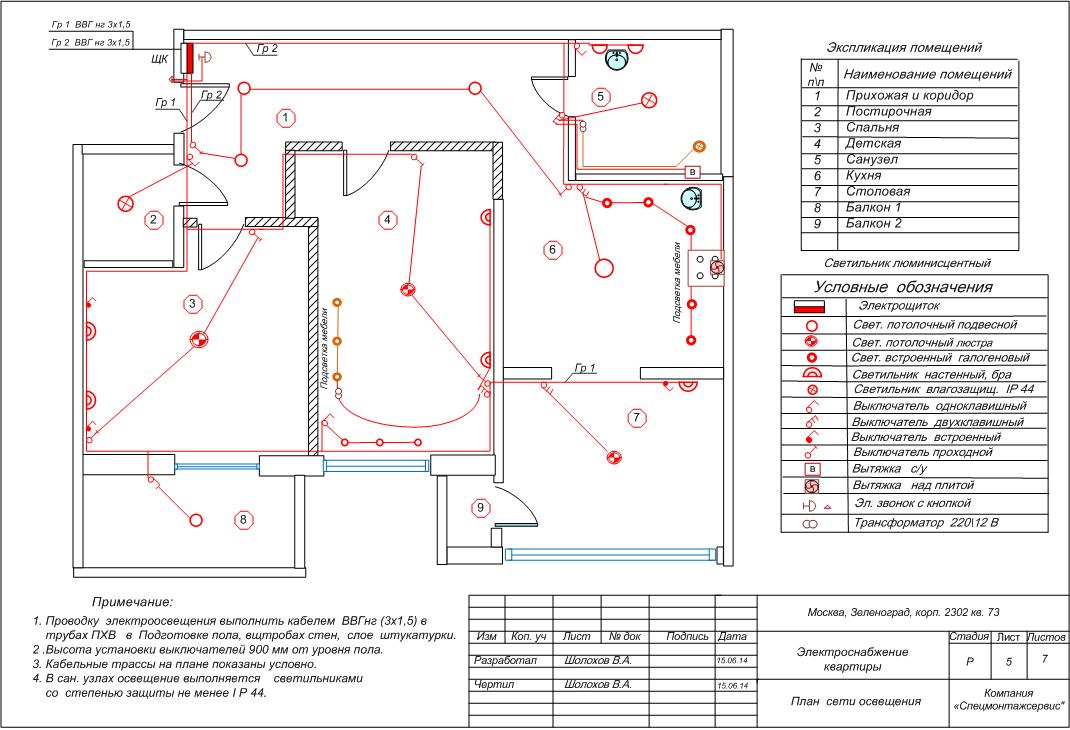 Гр 1 ВВГ нг 3х1,5
Гр 2 ВВГ нг 3х1,5
ЩК
Гр 2
Гр 1
Гр 2
1
5
В
2
4
6
3
Подсветка мебели
Подсветка мебели
Гр 1
7
8
9
Экспликация помещений
№ п\п Наименование помещений
1 Прихожая и коридор
2 Постирочная
3 Спальня
4 Детская
5 Санузел
6 Кухня
7 Столовая
8 Балкон 1
9 Балкон 2
Светильник люминисцентный
Условные обозначения
Электрощиток
Свет. потолочный подвесной
Свет. потолочный люстра
Свет. встроенный галогеновый
Светильник настенный, бра
Светильник влагозащищ. IP 44
Выключатель одноклавишный
Выключатель двухклавишный
Выключатель встроенный
Выключатель проходной
В Вытяжка с/у
Вытяжка над плитой
Эл. звонок с кнопкой
Трансформатор 220\12 В
Примечание:
1. Проводку электроосвещения выполнить кабелем ВВГнг (3х1,5) в
трубах ПХВ в Подготовке пола, вщтробах стен, слое штукатурки.
2 .Высота установки выключателей 900 мм от уровня пола.
3. Кабельные трассы на плане показаны условно.
4. В сан. узлах освещение выполняется светильниками
со степенью защиты не менее I P 44.
Москва, Зеленоград, корп. 2302 кв. 73
Изм Кол. уч Лист № док Подпись Дата
Разработал Шолохов В.А. 15.06.14
Чертил Шолохов В.А. 15.06.14
Электроснабжение
квартиры
Стадия Лист Листов
Р 5 7
План сети освещения
Компания
«Спецмонтажсервис"